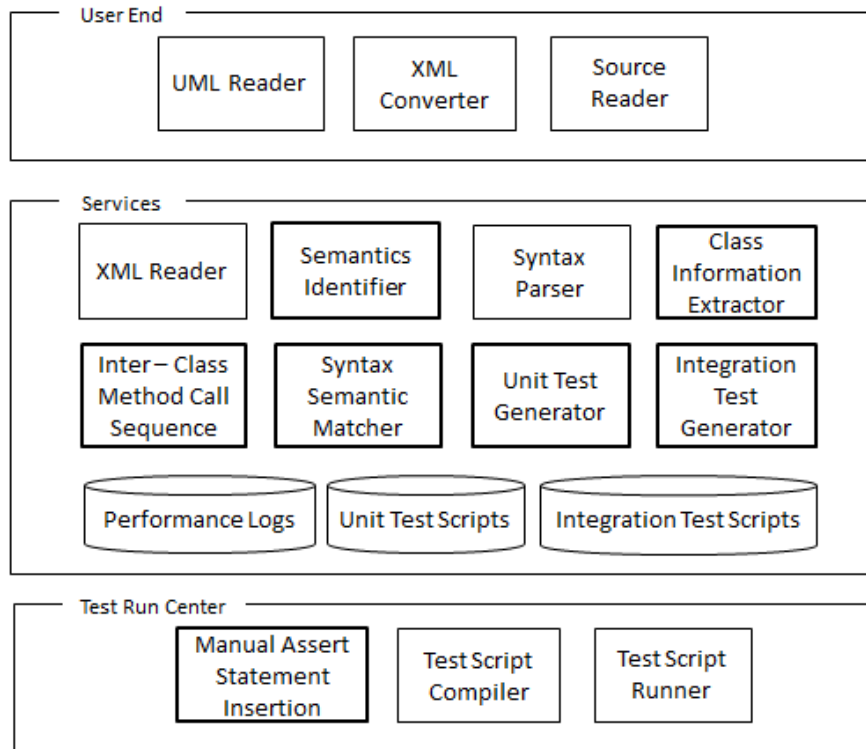 User End
UML Reader
XML
Converter
Source
Reader
Services
XML Reader
Semantics
Identifier
Syntax
Parser
Class
Information
Extractor
Inter – Class
Method Call
Sequence
Syntax
Semantic
Matcher
Unit Test
Generator
Integration
Test
Generator
Performance Logs
Unit Test Scripts
Integration Test Scripts
Test Run Center
Manual Assert
Statement
Insertion
Test Script
Compiler
Test Script
Runner